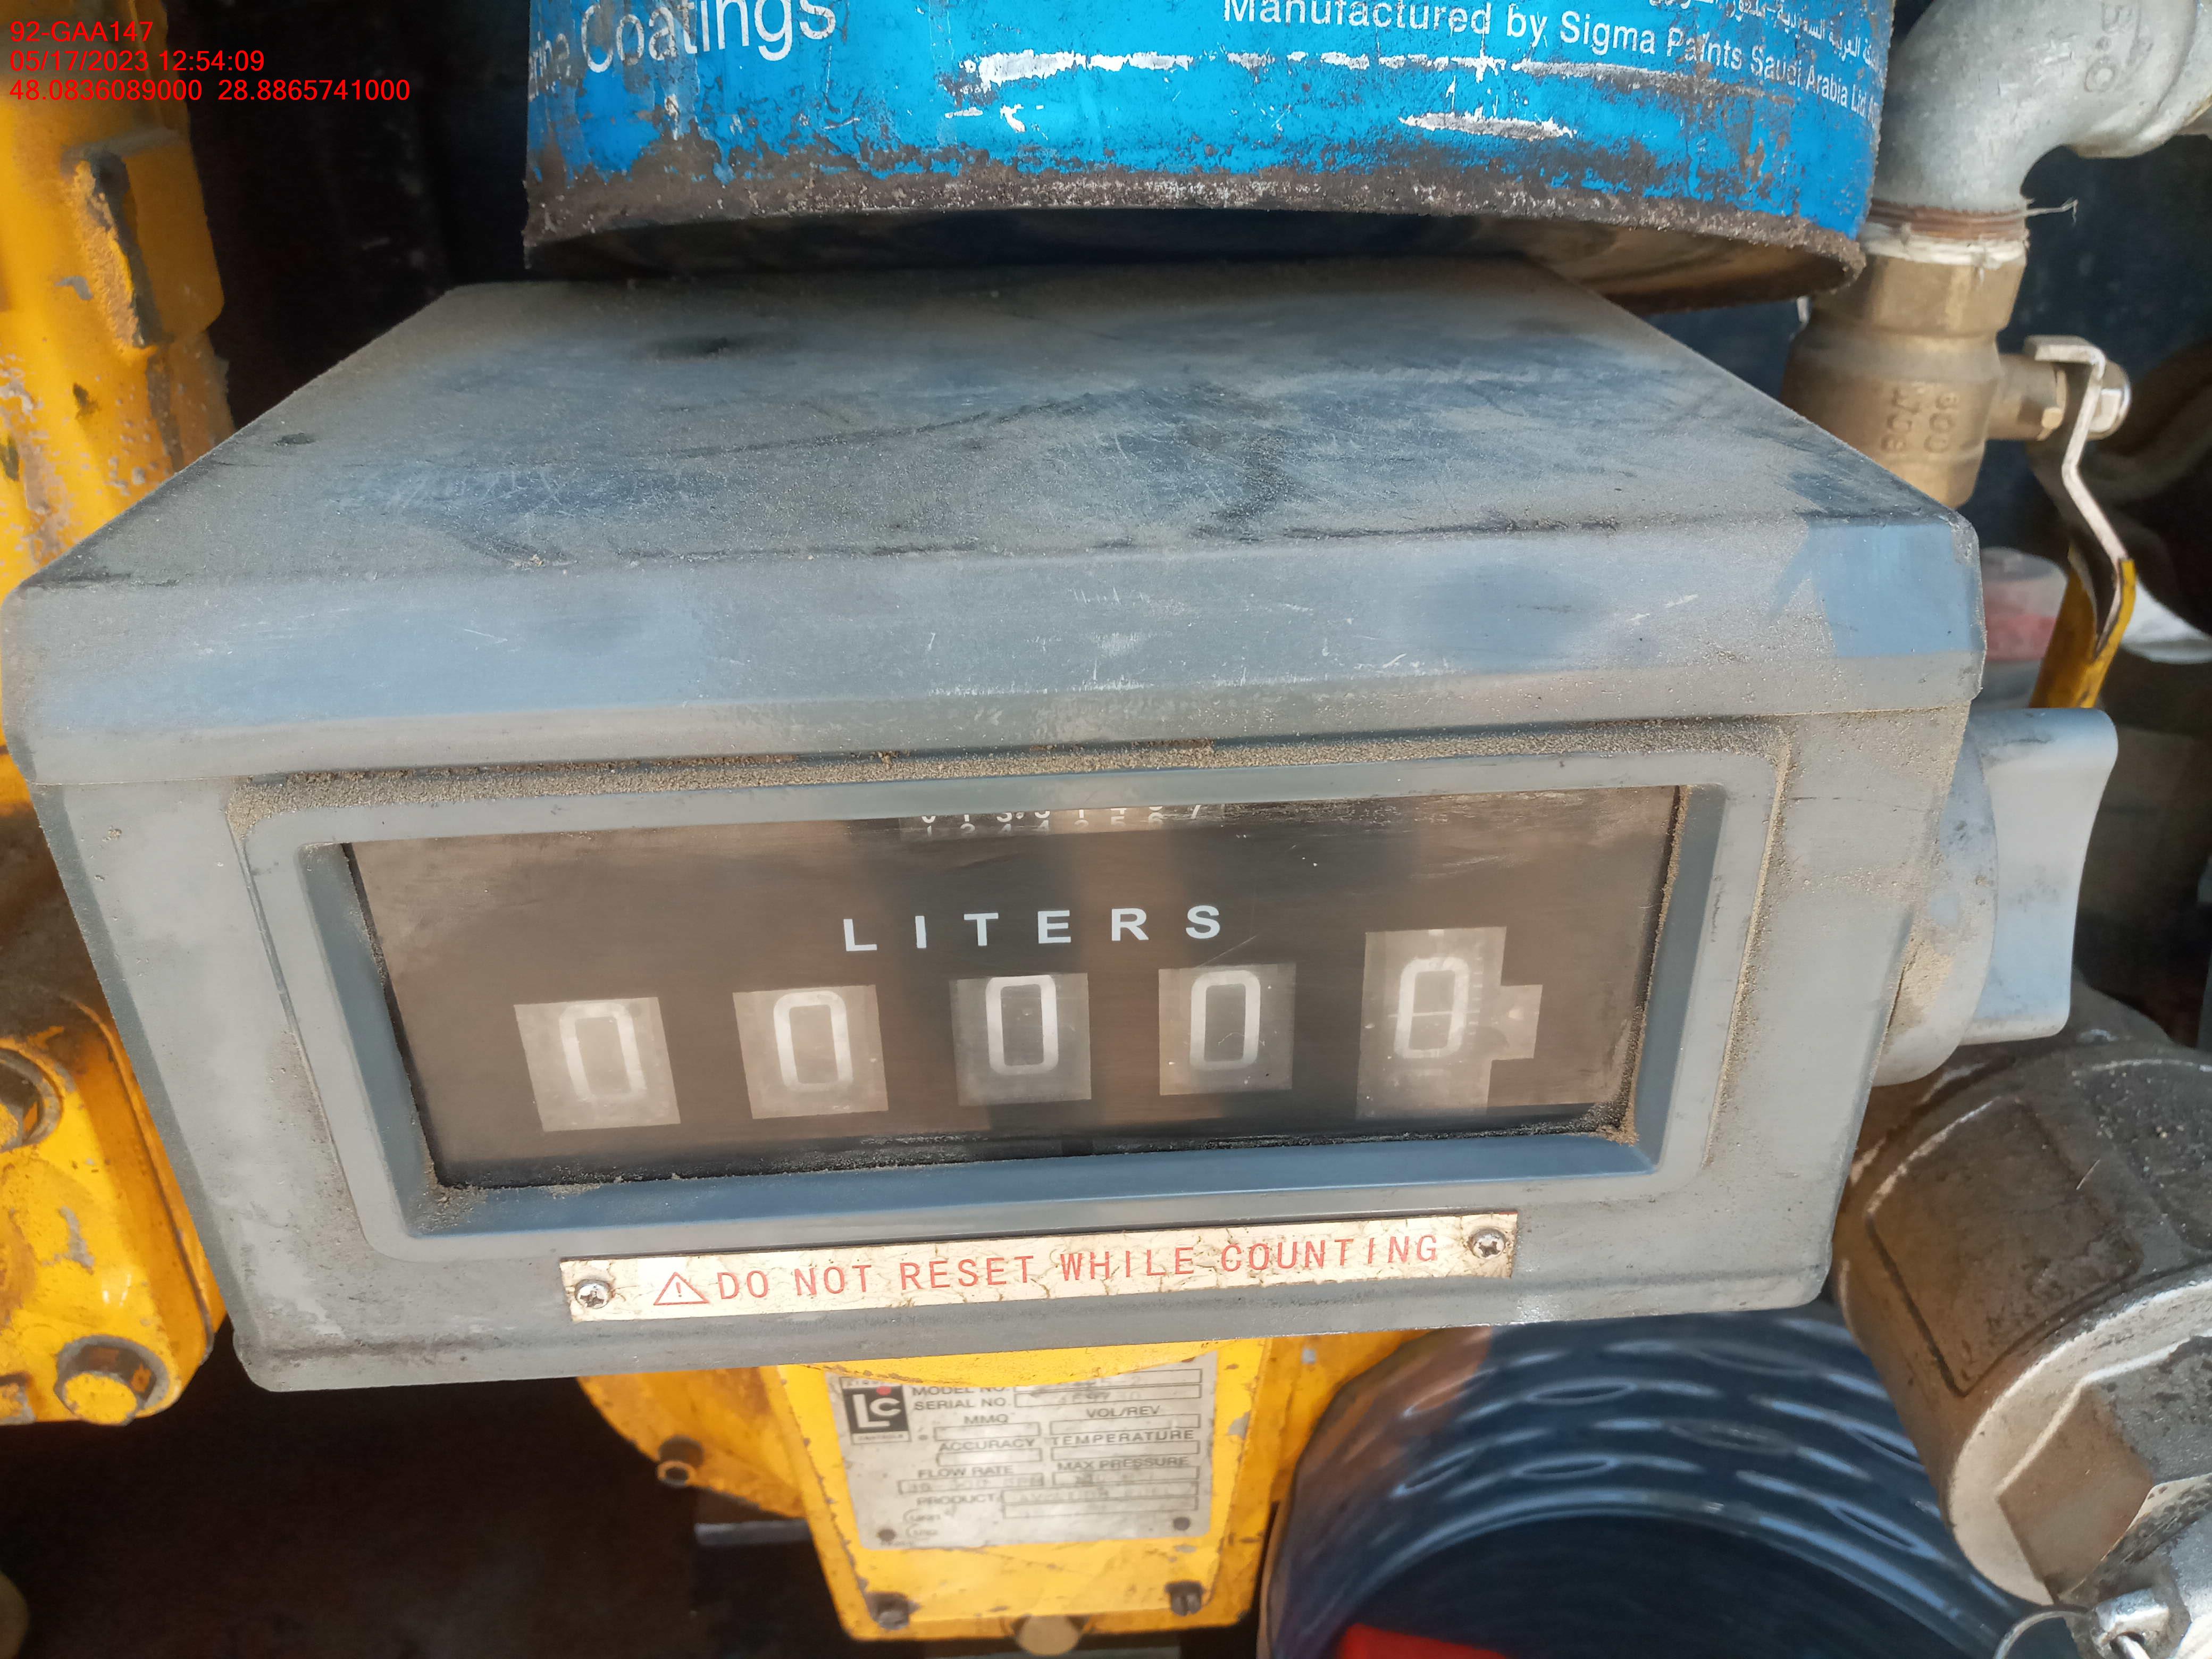 92-GAA147
05/17/2023 12:54:09
48.0836089000 28.8865741000
Coatings
Manufactured by Sigma Paints Saudi Arabia
LITERS
0 0 0 0 0
DO NOT RESET WHILE COUNTING
LC
MODEL NO.
SERIAL NO.
MMQ VOL/REV.
ACCURACY TEMPERATURE
FLOW RATE MAX PRESSURE
PRODUCT